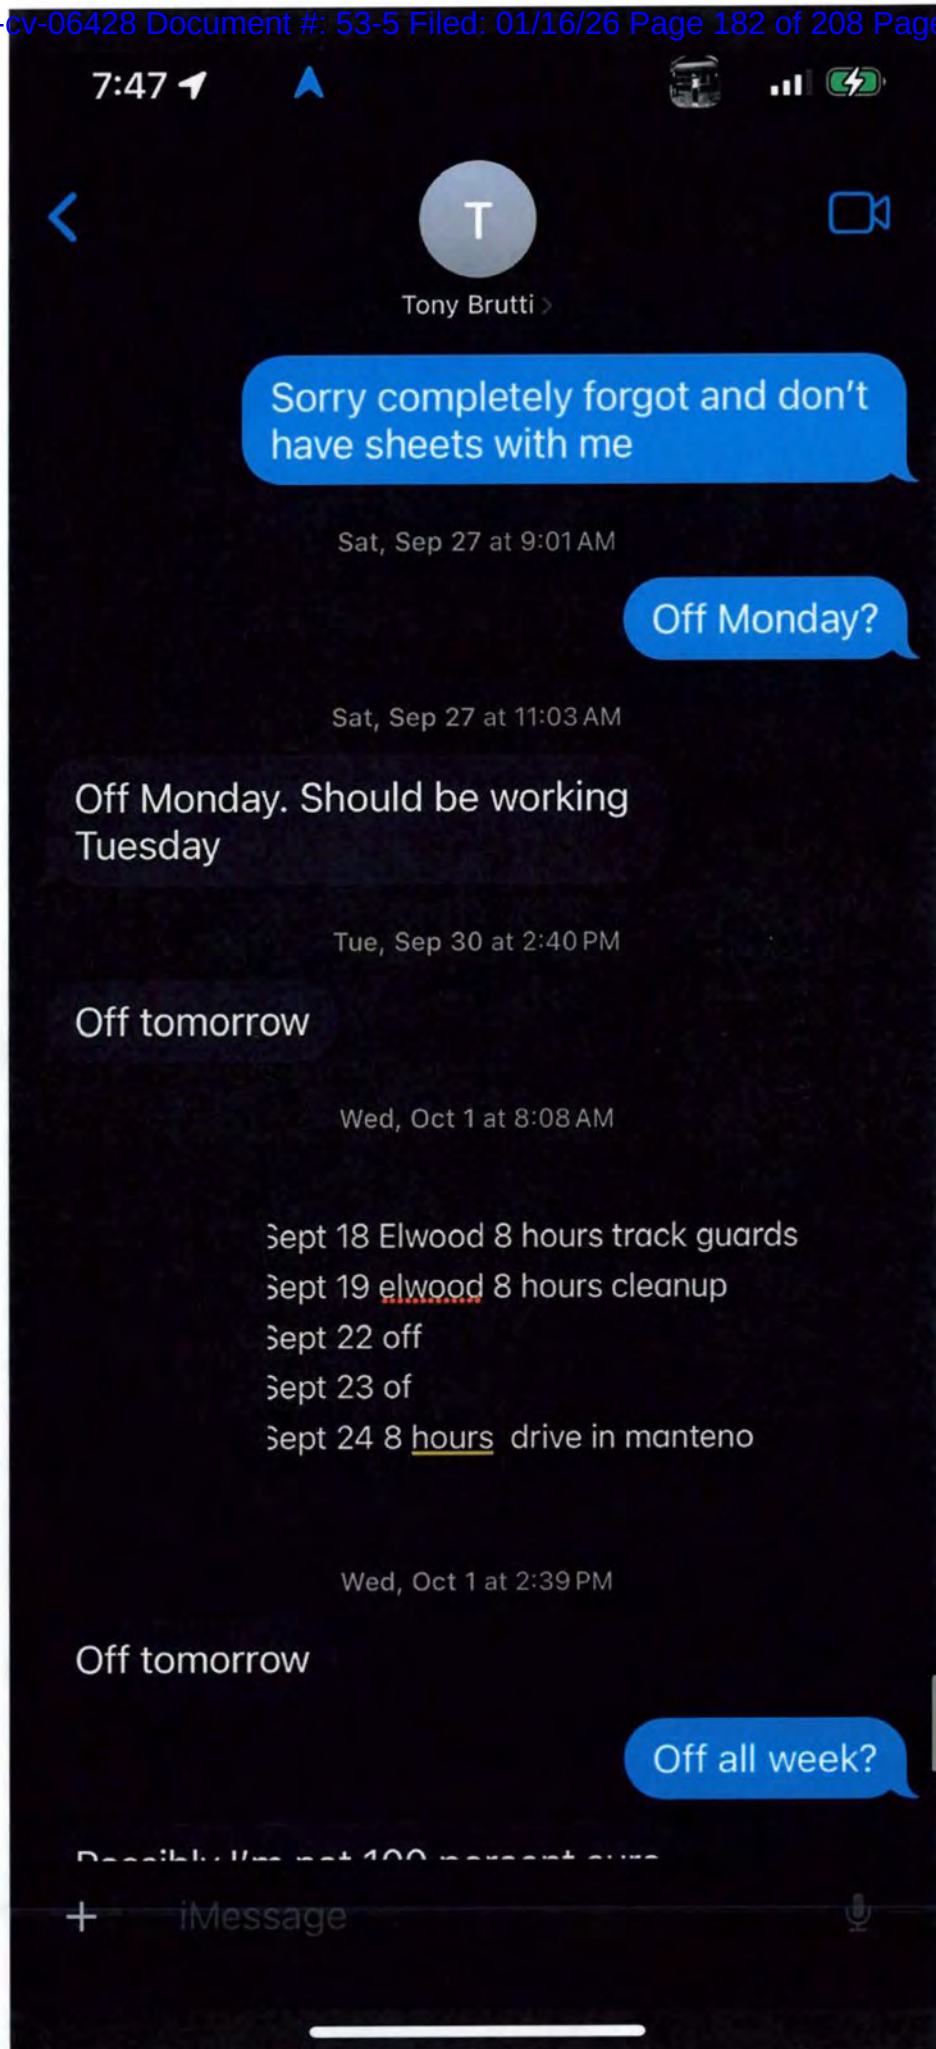 -cv-06428 Document #: 53-5 Filed: 01/16/26 Page 182 of 208 Page
7:47
T
Tony Brutti
Sorry completely forgot and don't
have sheets with me
Sat, Sep 27 at 9:01 AM
Off Monday?
Sat, Sep 27 at 11:03 AM
Off Monday. Should be working
Tuesday
Tue, Sep 30 at 2:40 PM
Off tomorrow
Wed, Oct 1 at 8:08 AM
Sept 18 Elwood 8 hours track guards
Sept 19 elwood 8 hours cleanup
Sept 22 off
Sept 23 of
Sept 24 8 hours drive in manteno
Wed, Oct 1 at 2:39 PM
Off tomorrow
Off all week?
Possibly I'm not 100 percent sure
iMessage